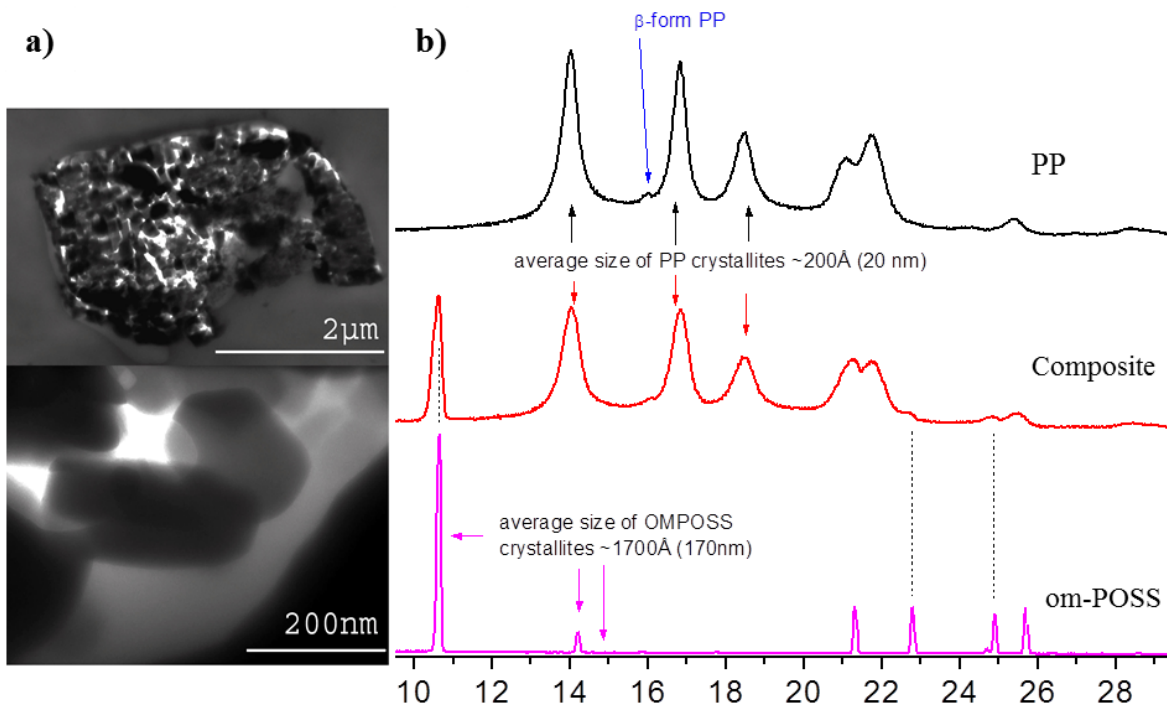 a)
2µm
200nm
b)
β-form PP
PP
average size of PP crystallites ~200Å (20 nm)
Composite
average size of OMPOSS
crystallites ~1700Å (170nm)
om-POSS
10 12 14 16 18 20 22 24 26 28